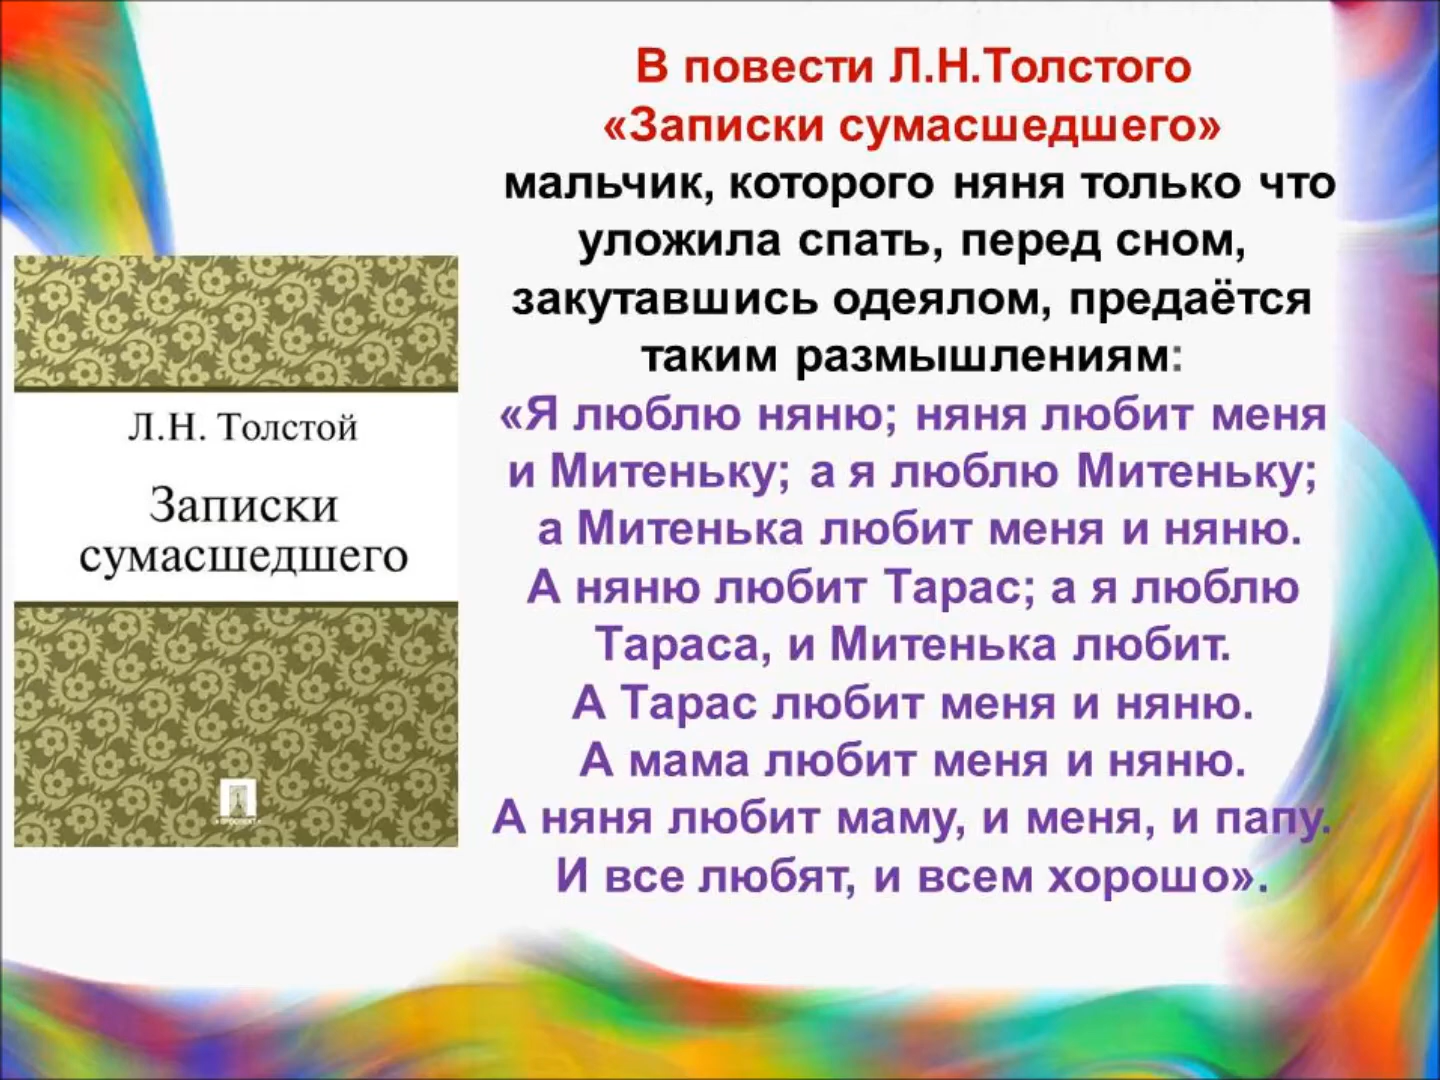 В повести Л.Н.Толстого
«Записки сумасшедшего»
мальчик, которого няня только что
уложила спать, перед сном,
закутавшись одеялом, предаётся
таким размышлениям:
«Я люблю няню; няня любит меня
и Митеньку; а я люблю Митеньку;
а Митенька любит меня и няню.
А няню любит Тарас; а я люблю
Тараса, и Митенька любит.
А Тарас любит меня и няню.
А мама любит меня и няню.
А няня любит маму, и меня, и папу.
И все любят, и всем хорошо».
Л.Н. Толстой
Записки
сумасшедшего